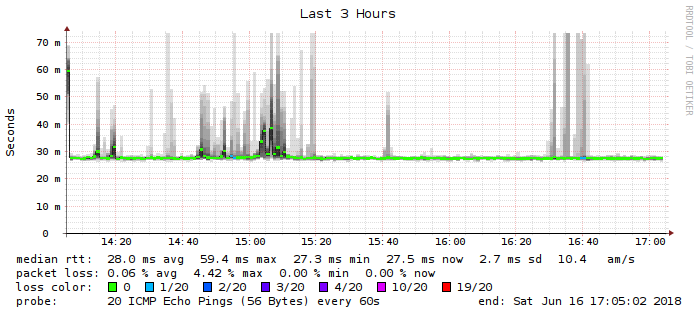 Last 3 Hours
RRDTOOL / TOBI OETIKER
Seconds
70 m
60 m
50 m
40 m
30 m
20 m
10 m
0
14:20 14:40 15:00 15:20 15:40 16:00 16:20 16:40 17:00
median rtt: 28.0 ms avg 59.4 ms max 27.3 ms min 27.5 ms now 2.7 ms sd 10.4 am/s
packet loss: 0.06 % avg 4.42 % max 0.00 % min 0.00 % now
loss color: 0 1/20 2/20 3/20 4/20 10/20 19/20
probe: 20 ICMP Echo Pings (56 Bytes) every 60s end: Sat Jun 16 17:05:02 2018